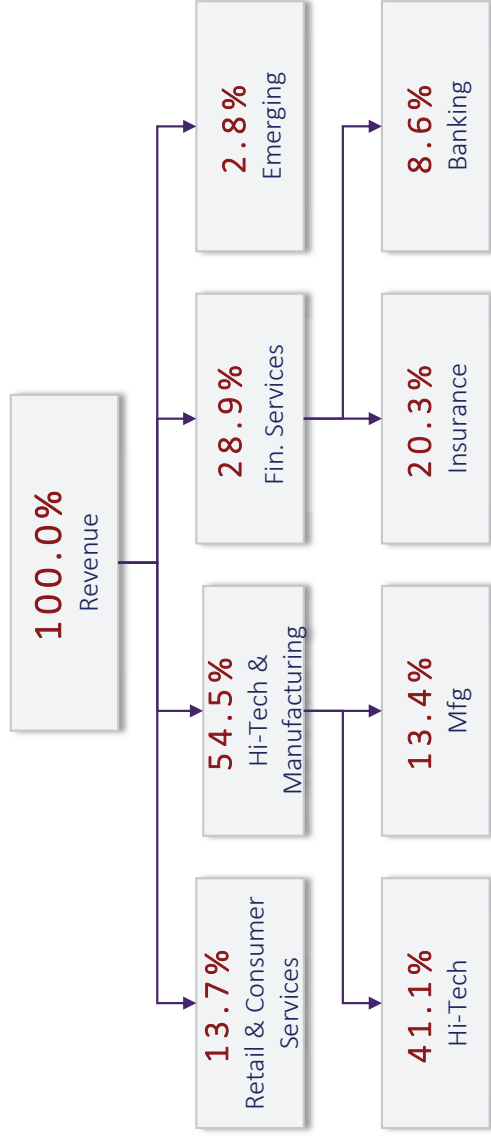 100.0%
Revenue
13.7%
Retail & Consumer
Services
54.5%
Hi-Tech &
Manufacturing
28.9%
Fin. Services
2.8%
Emerging
41.1%
Hi-Tech
13.4%
Mfg
20.3%
Insurance
8.6%
Banking